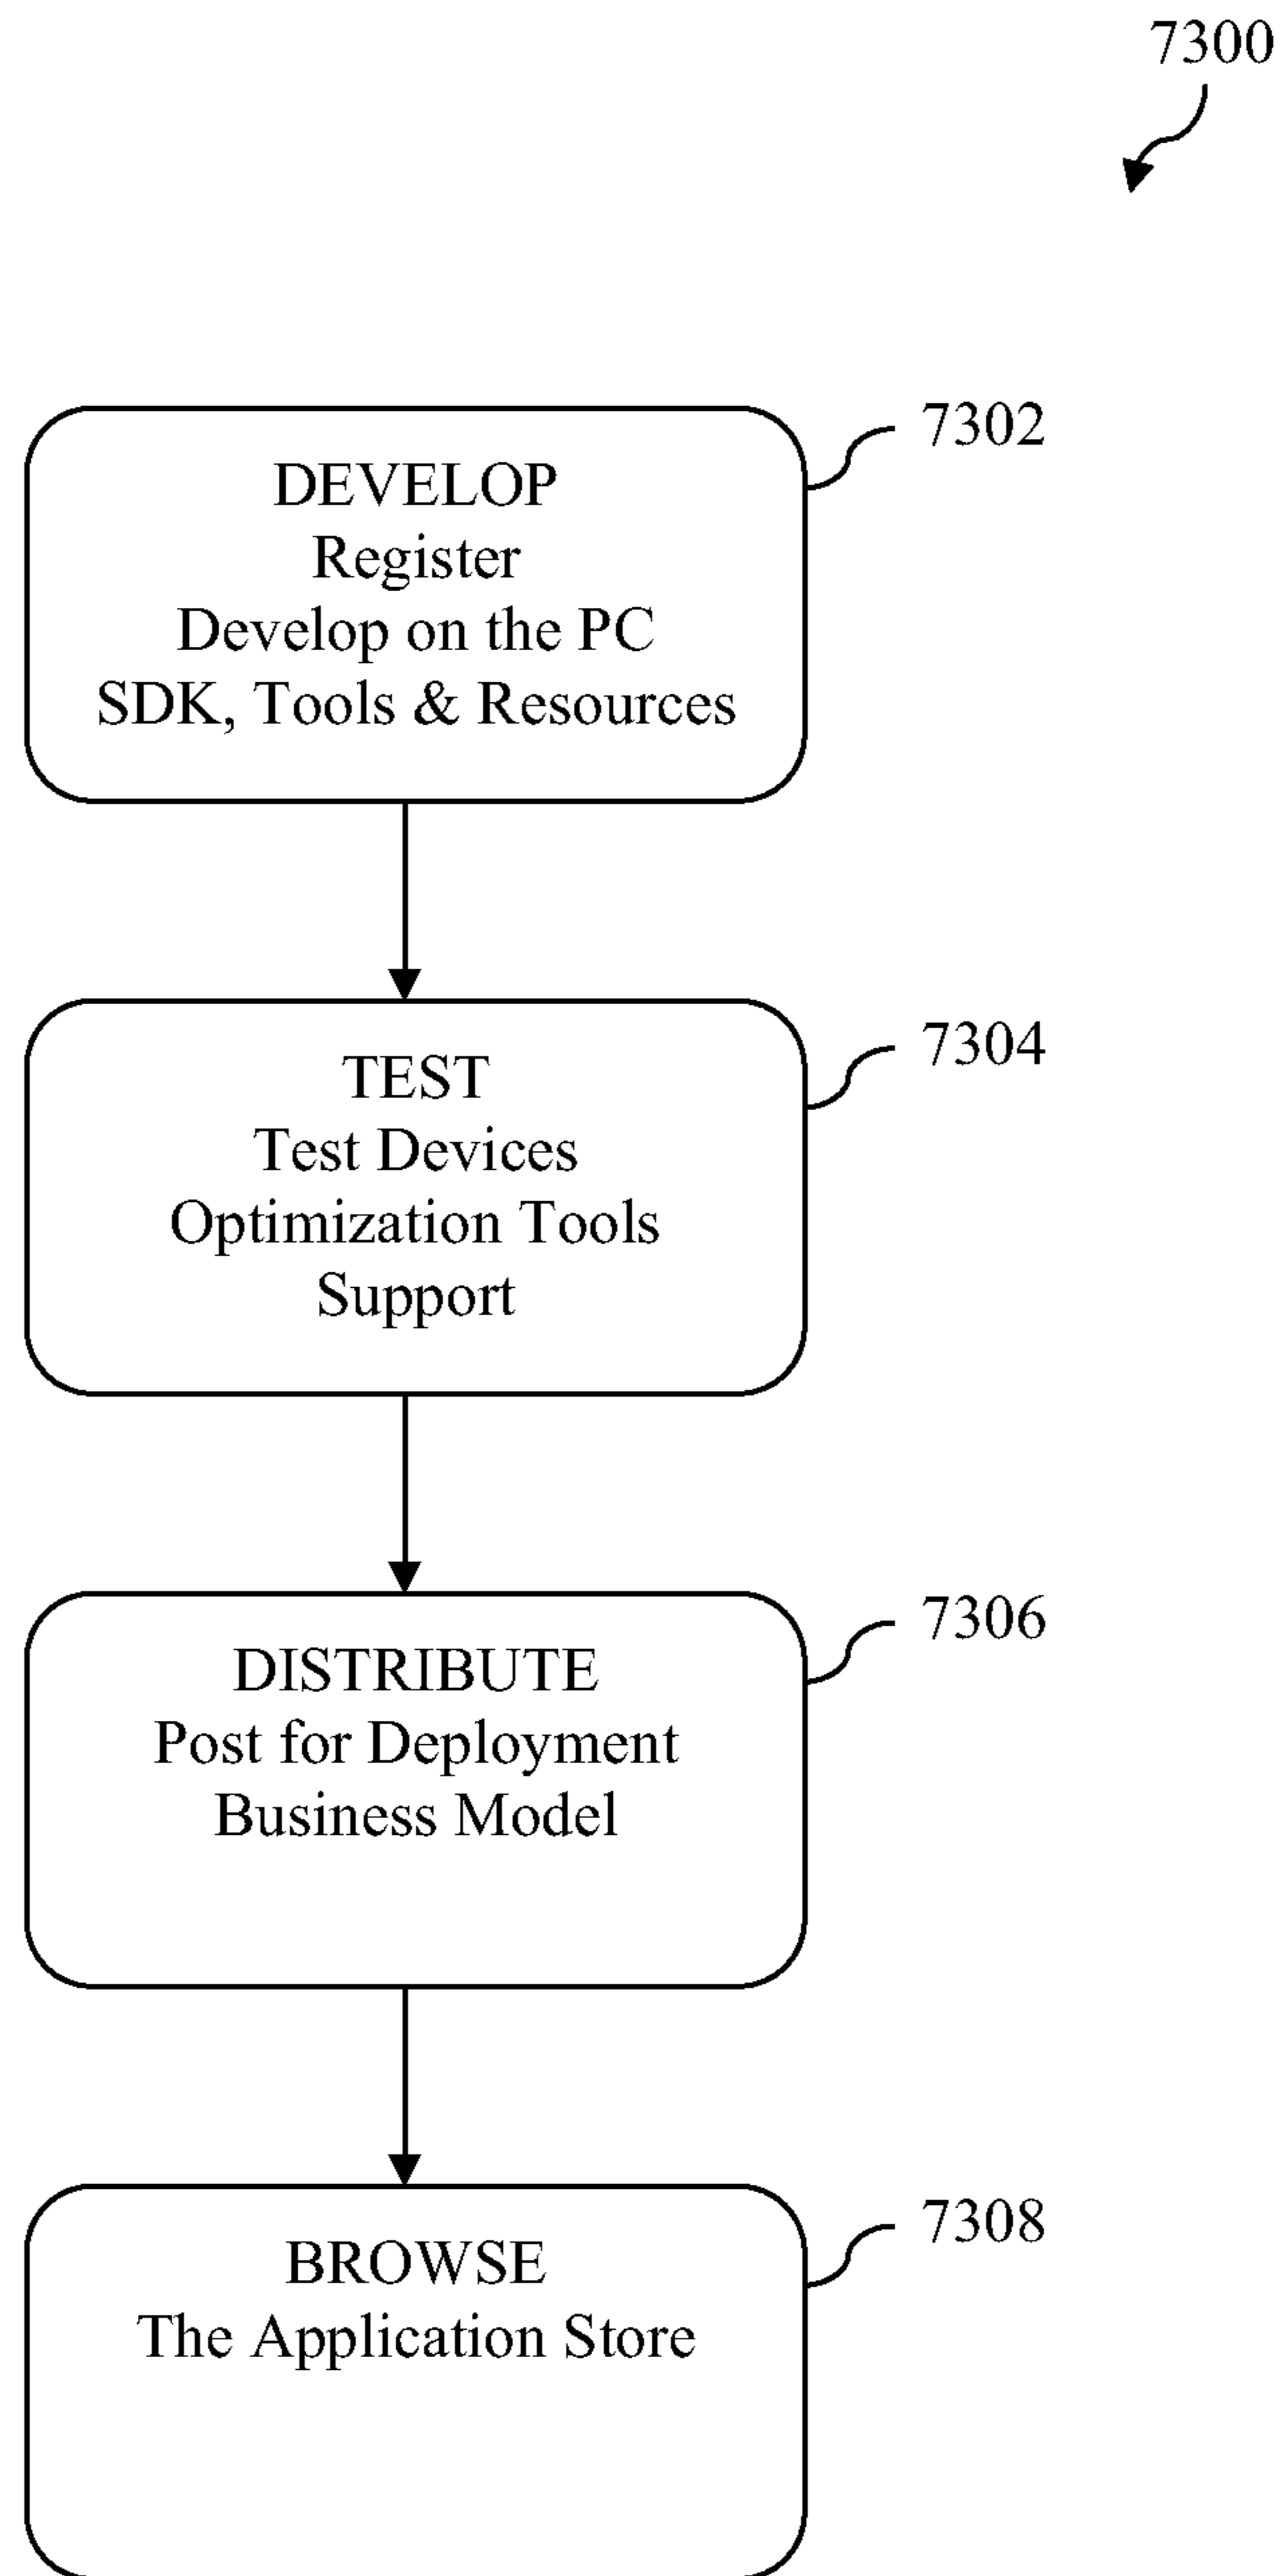 7300
7302
DEVELOP
Register
Develop on the PC
SDK, Tools & Resources
7304
TEST
Test Devices
Optimization Tools
Support
7306
DISTRIBUTE
Post for Deployment
Business Model
7308
BROWSE
The Application Store